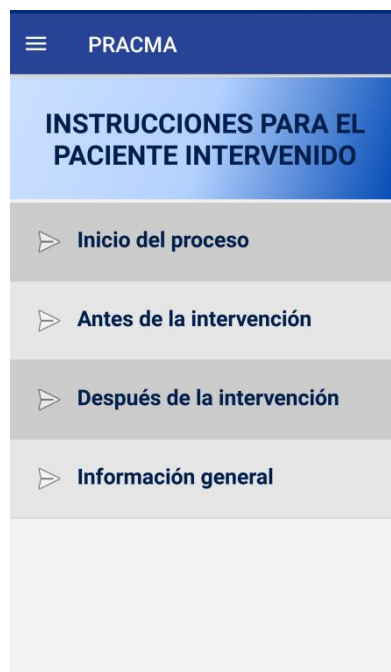 PRACMA
INSTRUCCIONES PARA EL
PACIENTE INTERVENIDO
Inicio del proceso
Antes de la intervención
Después de la intervención
Información general